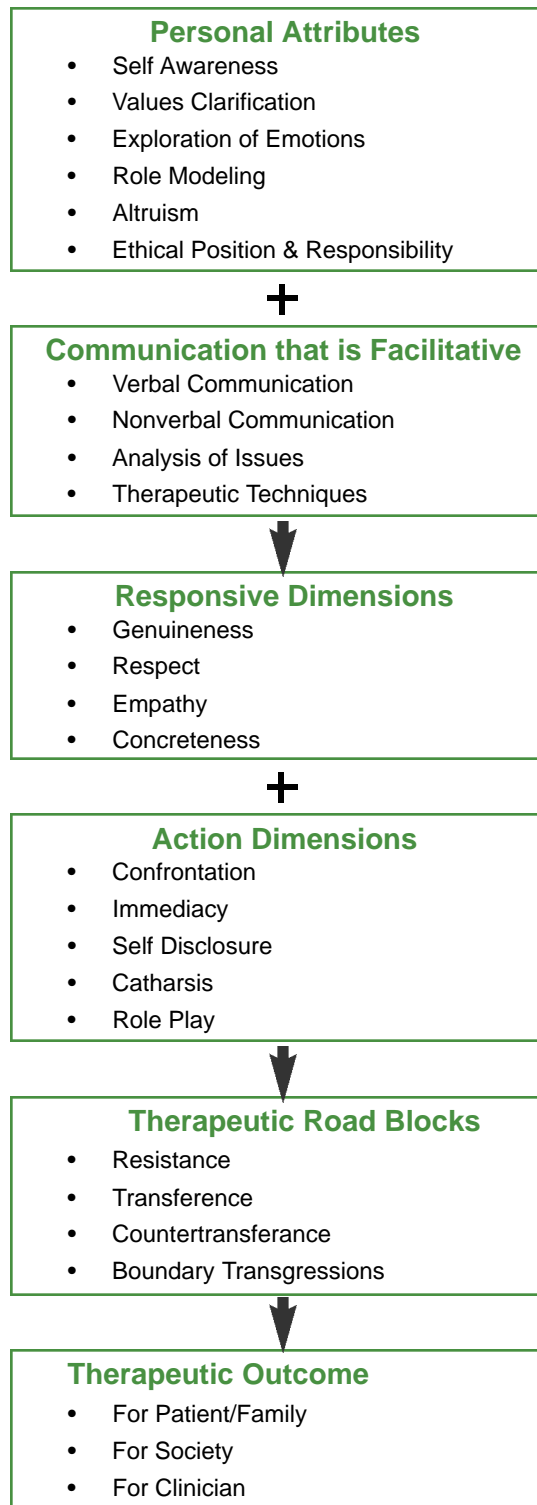 Personal Attributes
• Self Awareness
• Values Clarification
• Exploration of Emotions
• Role Modeling
• Altruism
• Ethical Position & Responsibility
+
Communication that is Facilitative
• Verbal Communication
• Nonverbal Communication
• Analysis of Issues
• Therapeutic Techniques
Responsive Dimensions
• Genuineness
• Respect
• Empathy
• Concreteness
+
Action Dimensions
• Confrontation
• Immediacy
• Self Disclosure
• Catharsis
• Role Play
Therapeutic Road Blocks
• Resistance
• Transference
• Countertransferance
• Boundary Transgressions
Therapeutic Outcome
• For Patient/Family
• For Society
• For Clinician